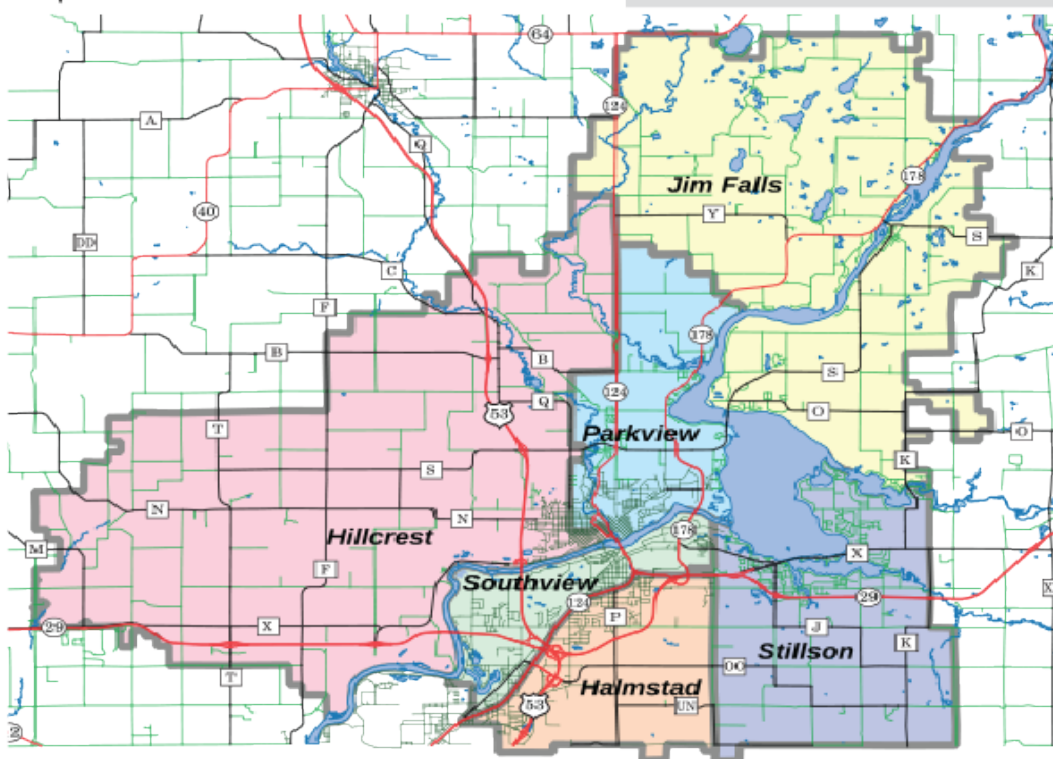 64
A
124
Q
178
Jim Falls
40
Y
DD
S
C
K
F
178
B
B
S
124
Q
53
O
T
Parkview
O
S
K
N
N
Hillcrest
178
M
X
F
Southview
X
124
29
P
29
X
J
K
Stillson
T
OO
Halmstad
53
UN
2